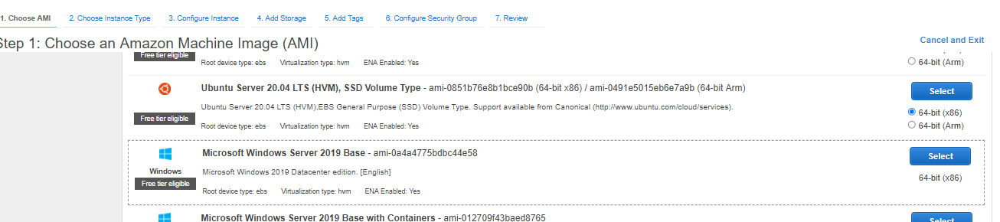 1. Choose AMI 2. Choose Instance Type 3. Configure Instance 4. Add Storage 5. Add Tags 6. Configure Security Group 7. Review
Step 1: Choose an Amazon Machine Image (AMI)
Cancel and Exit
Free tier eligible
Root device type: ebs Virtualization type: hvm ENA Enabled: Yes
64-bit (Arm)
Ubuntu Server 20.04 LTS (HVM), SSD Volume Type - ami-0851b76e8b1bce90b (64-bit x86) / ami-0491e5015eb6e7a9b (64-bit Arm)
Select
Ubuntu Server 20.04 LTS (HVM),EBS General Purpose (SSD) Volume Type. Support available from Canonical (http://www.ubuntu.com/cloud/services).
Free tier eligible
64-bit (x86)
Root device type: ebs Virtualization type: hvm ENA Enabled: Yes
64-bit (Arm)
Microsoft Windows Server 2019 Base - ami-0a4a4775bdbc44e58
Select
Windows
Microsoft Windows 2019 Datacenter edition. [English]
Free tier eligible
64-bit (x86)
Root device type: ebs Virtualization type: hvm ENA Enabled: Yes
Microsoft Windows Server 2019 Base with Containers - ami-012709f43baed8765
Select